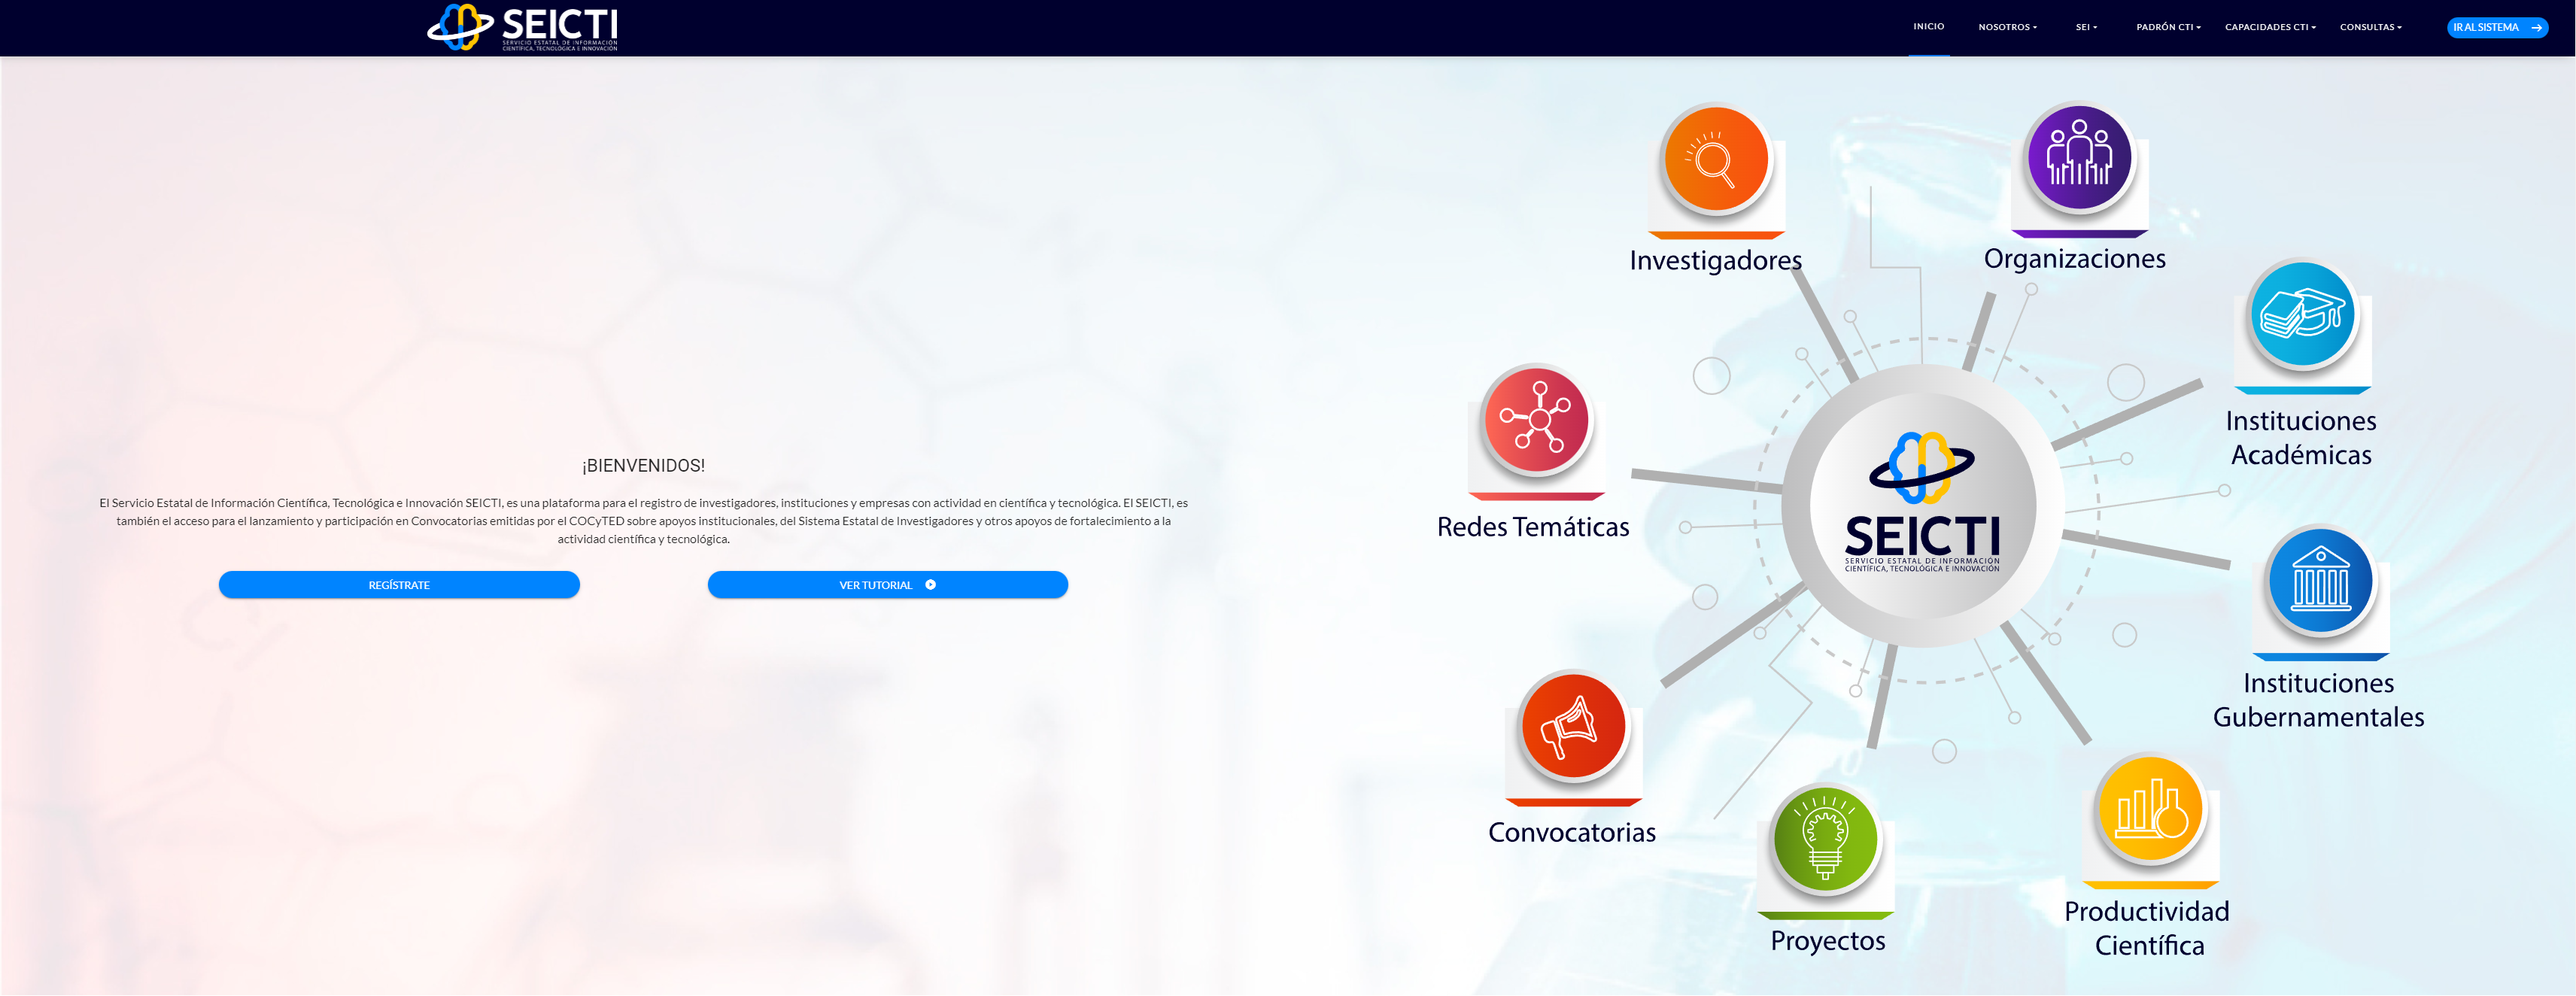 SEICTI
SERVICIO ESTATAL DE INFORMACIÓN
CIENTÍFICA, TECNOLÓGICA E INNOVACIÓN
INICIO
NOSOTROS
SEI
PADRÓN CTI
CAPACIDADES CTI
CONSULTAS
IR AL SISTEMA
¡BIENVENIDOS!
El Servicio Estatal de Información Científica, Tecnológica e Innovación SEICTI, es una plataforma para el registro de investigadores, instituciones y empresas con actividad en científica y tecnológica. El SEICTI, es
también el acceso para el lanzamiento y participación en Convocatorias emitidas por el COCyTED sobre apoyos institucionales, del Sistema Estatal de Investigadores y otros apoyos de fortalecimiento a la
actividad científica y tecnológica.
REGÍSTRATE
VER TUTORIAL
Investigadores
Organizaciones
Instituciones
Académicas
Redes Temáticas
SEICTI
SERVICIO ESTATAL DE INFORMACIÓN
CIENTÍFICA, TECNOLÓGICA E INNOVACIÓN
Instituciones
Gubernamentales
Convocatorias
Proyectos
Productividad
Científica